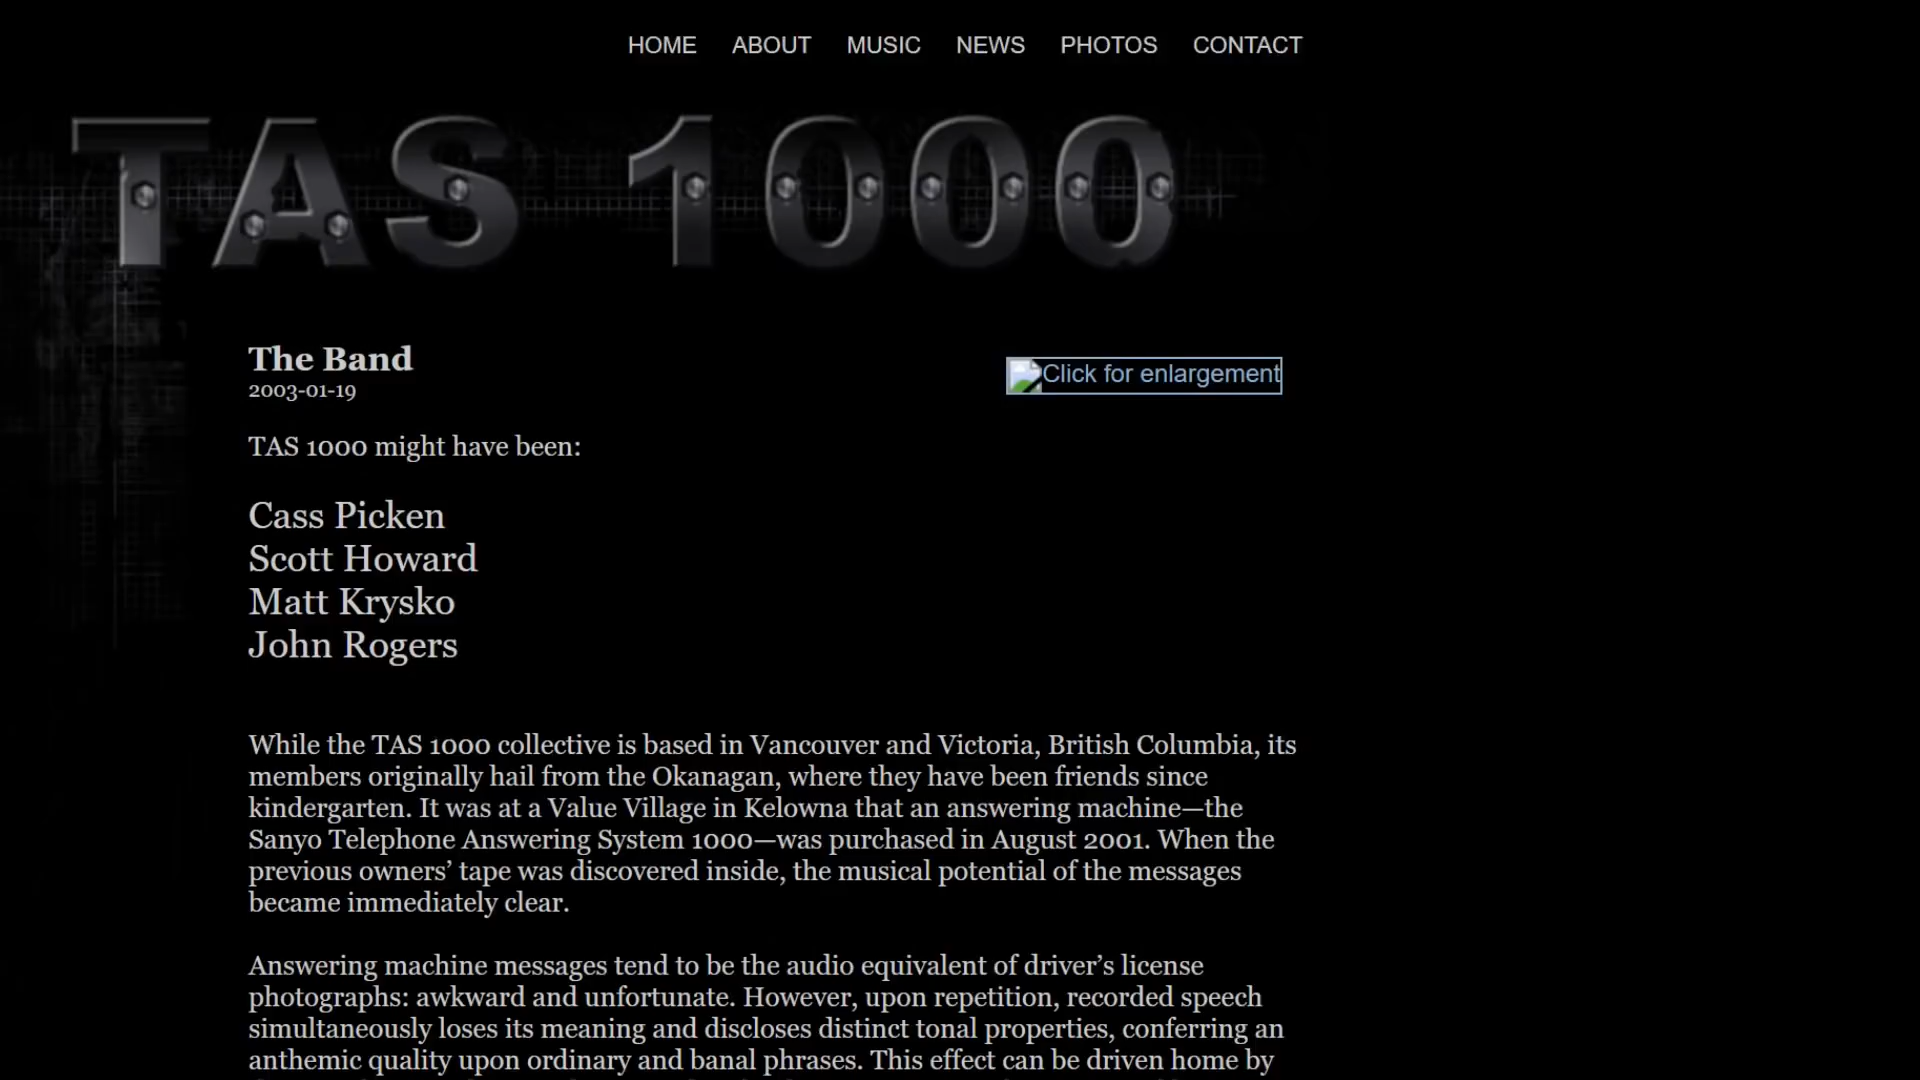 HOME ABOUT MUSIC NEWS PHOTOS CONTACT
TAS 1000
The Band
2003-01-19
Click for enlargement
TAS 1000 might have been:
Cass Picken
Scott Howard
Matt Krysko
John Rogers
While the TAS 1000 collective is based in Vancouver and Victoria, British Columbia, its
members originally hail from the Okanagan, where they have been friends since
kindergarten. It was at a Value Village in Kelowna that an answering machine—the
Sanyo Telephone Answering System 1000—was purchased in August 2001. When the
previous owners’ tape was discovered inside, the musical potential of the messages
became immediately clear.
Answering machine messages tend to be the audio equivalent of driver’s license
photographs: awkward and unfortunate. However, upon repetition, recorded speech
simultaneously loses its meaning and discloses distinct tonal properties, conferring an
anthemic quality upon ordinary and banal phrases. This effect can be driven home by